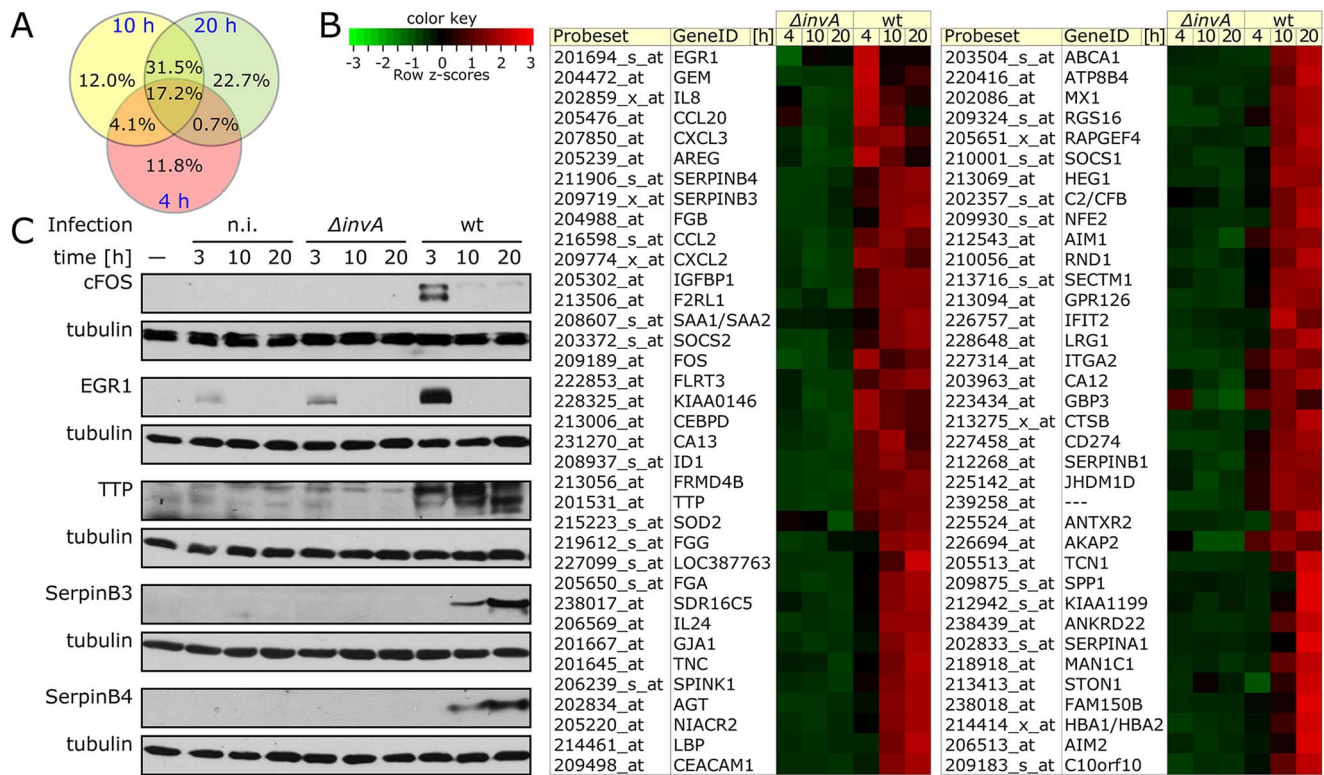 A
10 h
20 h
12.0%
31.5%
22.7%
17.2%
4.1%
0.7%
11.8%
4 h
B
color key
-3 -2 -1 0 1 2 3
Row z-scores
C
Infection n.i. ΔinvA wt
time [h] — 3 10 20 3 10 20 3 10 20
cFOS
tubulin
EGR1
tubulin
TTP
tubulin
SerpinB3
tubulin
SerpinB4
tubulin
ΔinvA wt
Probeset GeneID [h] 4 10 20 4 10 20
201694_s_at EGR1
204472_at GEM
202859_x_at IL8
205476_at CCL20
207850_at CXCL3
205239_at AREG
211906_s_at SERPINB4
209719_x_at SERPINB3
204988_at FGB
216598_s_at CCL2
209774_x_at CXCL2
205302_at IGFBP1
213506_at F2RL1
208607_s_at SAA1/SAA2
203372_s_at SOCS2
209189_at FOS
222853_at FLRT3
228325_at KIAA0146
213006_at CEBPD
231270_at CA13
208937_s_at ID1
213056_at FRMD4B
201531_at TTP
215223_s_at SOD2
219612_s_at FGG
227099_s_at LOC387763
205650_s_at FGA
238017_at SDR16C5
206569_at IL24
201667_at GJA1
201645_at TNC
206239_s_at SPINK1
202834_at AGT
205220_at NIACR2
214461_at LBP
209498_at CEACAM1
ΔinvA wt
Probeset GeneID [h] 4 10 20 4 10 20
203504_s_at ABCA1
220416_at ATP8B4
202086_at MX1
209324_s_at RGS16
205651_x_at RAPGEF4
210001_s_at SOCS1
213069_at HEG1
202357_s_at C2/CFB
209930_s_at NFE2
212543_at AIM1
210056_at RND1
213716_s_at SECTM1
213094_at GPR126
226757_at IFIT2
228648_at LRG1
227314_at ITGA2
203963_at CA12
223434_at GBP3
213275_x_at CTSB
227458_at CD274
212268_at SERPINB1
225142_at JHDM1D
239258_at ---
225524_at ANTXR2
226694_at AKAP2
205513_at TCN1
209875_s_at SPP1
212942_s_at KIAA1199
238439_at ANKRD22
202833_s_at SERPINA1
218918_at MAN1C1
213413_at STON1
238018_at FAM150B
214414_x_at HBA1/HBA2
206513_at AIM2
209183_s_at C10orf10